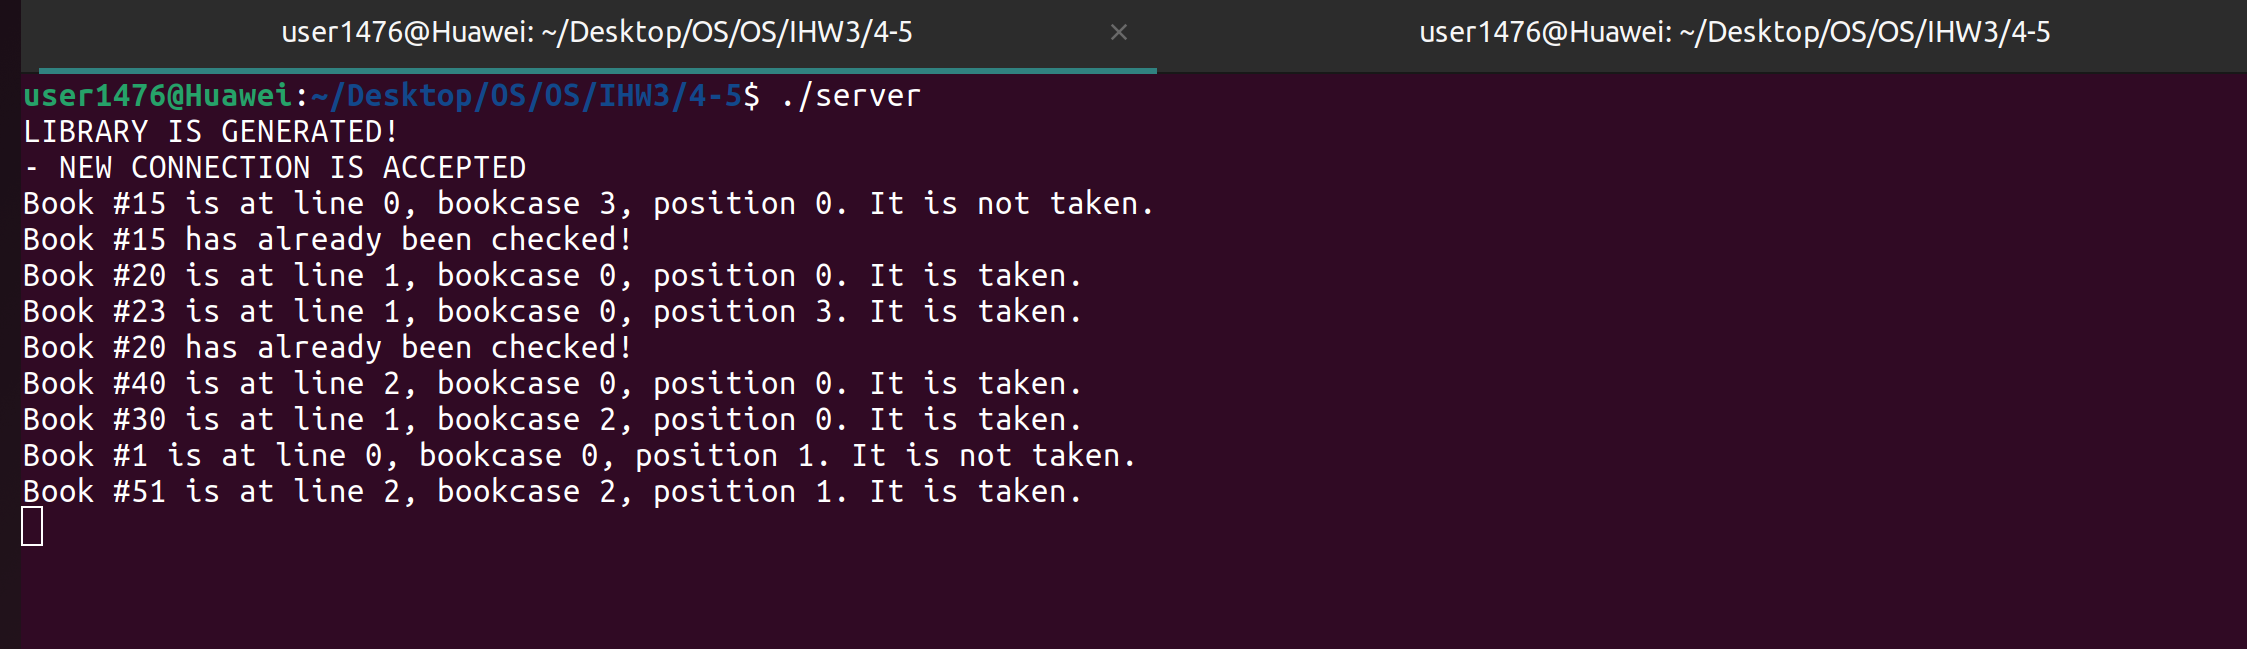 user1476@Huawei: ~/Desktop/OS/OS/IHW3/4-5 × user1476@Huawei: ~/Desktop/OS/OS/IHW3/4-5
user1476@Huawei:~/Desktop/OS/OS/IHW3/4-5$ ./server
LIBRARY IS GENERATED!
- NEW CONNECTION IS ACCEPTED
Book #15 is at line 0, bookcase 3, position 0. It is not taken.
Book #15 has already been checked!
Book #20 is at line 1, bookcase 0, position 0. It is taken.
Book #23 is at line 1, bookcase 0, position 3. It is taken.
Book #20 has already been checked!
Book #40 is at line 2, bookcase 0, position 0. It is taken.
Book #30 is at line 1, bookcase 2, position 0. It is taken.
Book #1 is at line 0, bookcase 0, position 1. It is not taken.
Book #51 is at line 2, bookcase 2, position 1. It is taken.